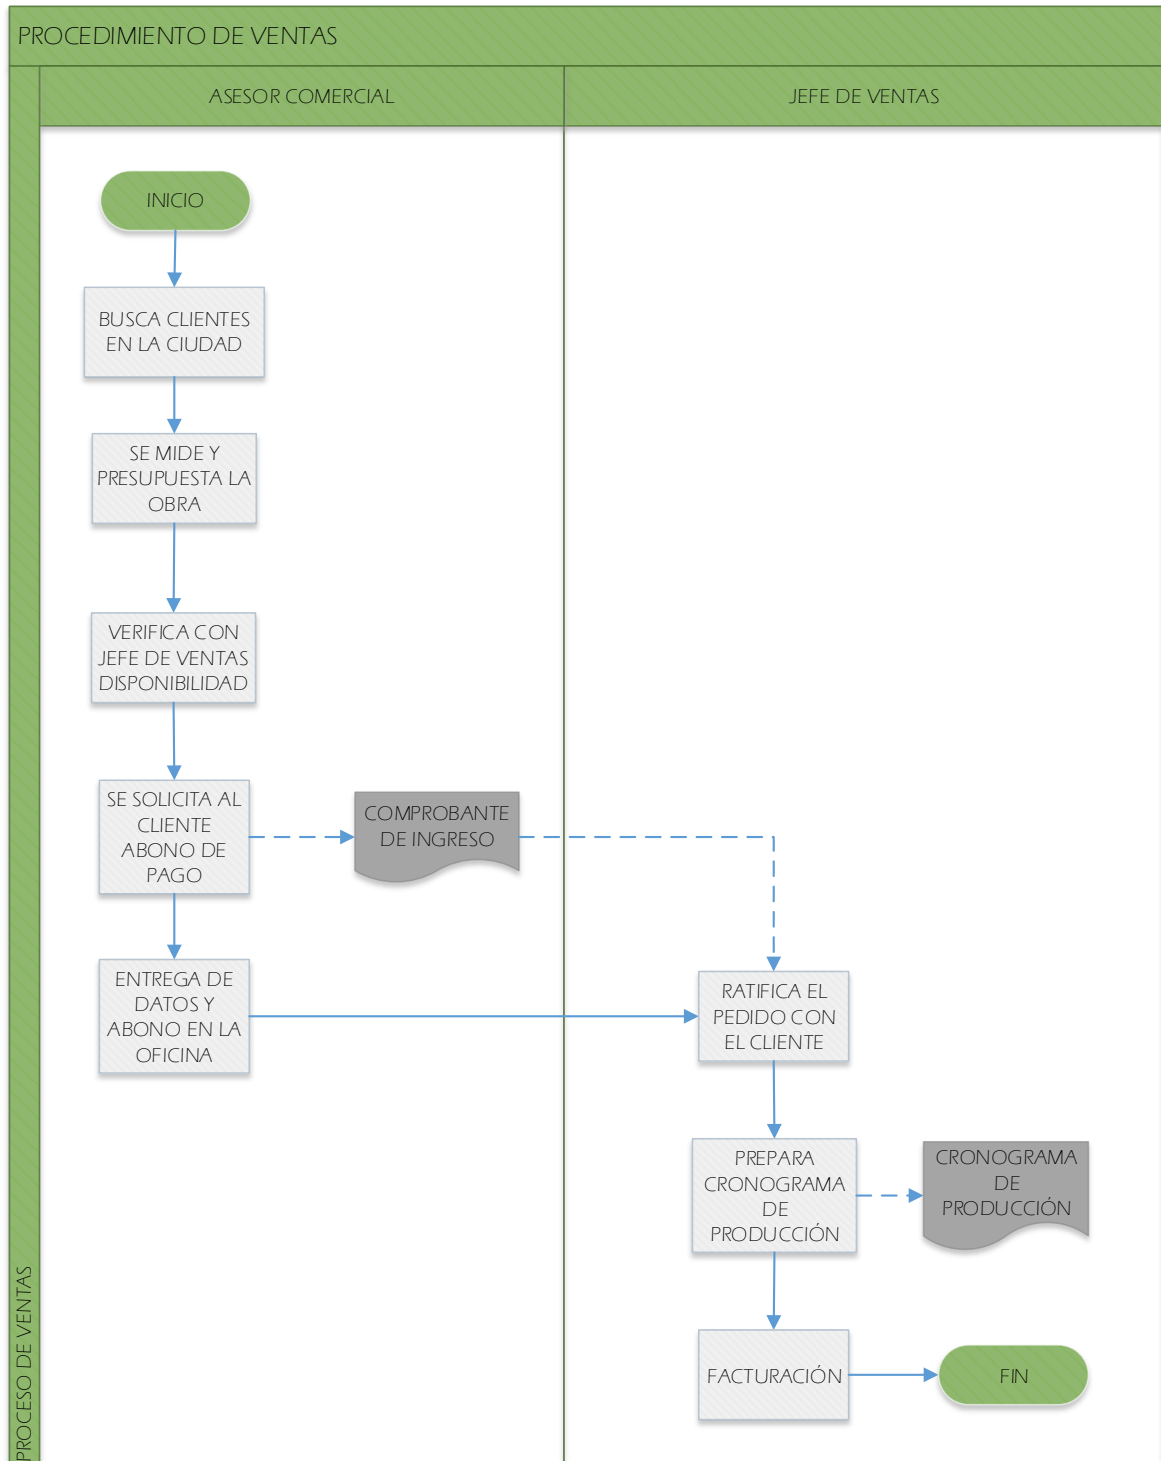 PROCEDIMIENTO DE VENTAS
ASESOR COMERCIAL
JEFE DE VENTAS
INICIO
BUSCA CLIENTES
EN LA CIUDAD
SE MIDE Y
PRESUPUESTA LA
OBRA
VERIFICA CON
JEFE DE VENTAS
DISPONIBILIDAD
SE SOLICITA AL
CLIENTE
ABONO DE
PAGO
COMPROBANTE
DE INGRESO
ENTREGA DE
DATOS Y
ABONO EN LA
OFICINA
RATIFICA EL
PEDIDO CON
EL CLIENTE
PREPARA
CRONOGRAMA
DE
PRODUCCIÓN
CRONOGRAMA
DE
PRODUCCIÓN
FACTURACIÓN
FIN
PROCESO DE VENTAS